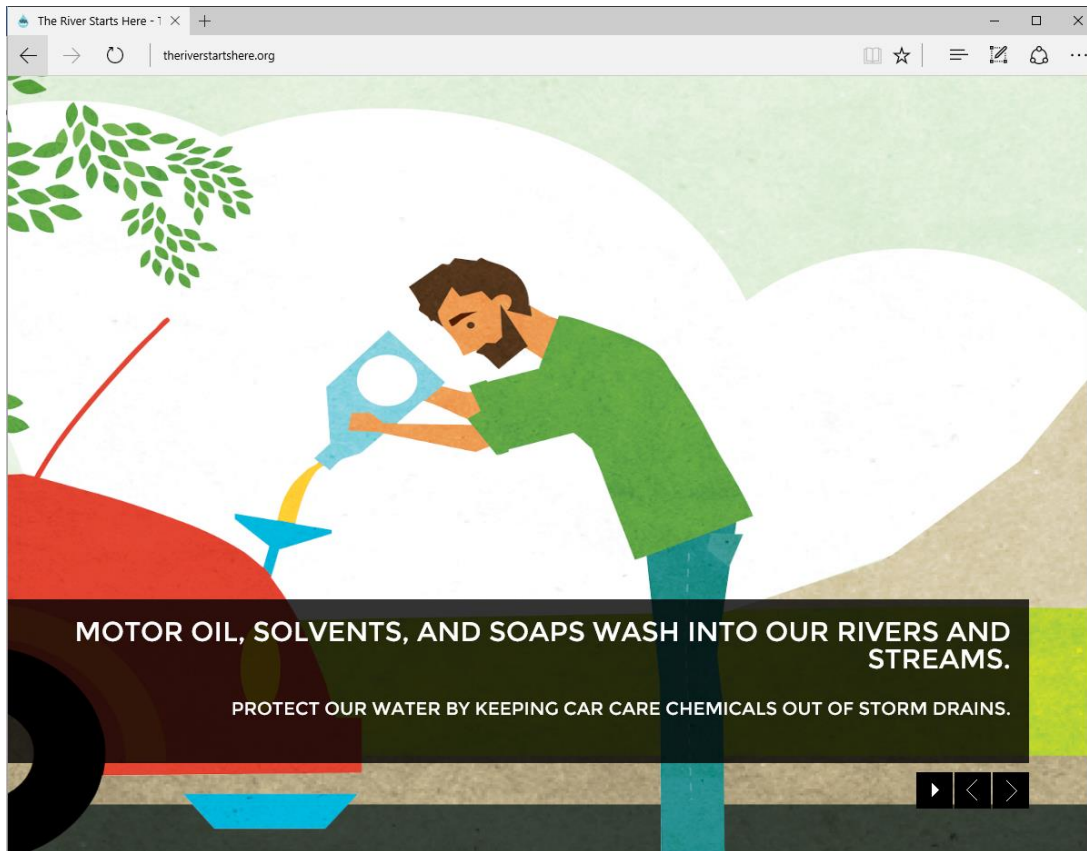 The River Starts Here - T
theriverstartshere.org
MOTOR OIL, SOLVENTS, AND SOAPS WASH INTO OUR RIVERS AND
STREAMS.
PROTECT OUR WATER BY KEEPING CAR CARE CHEMICALS OUT OF STORM DRAINS.